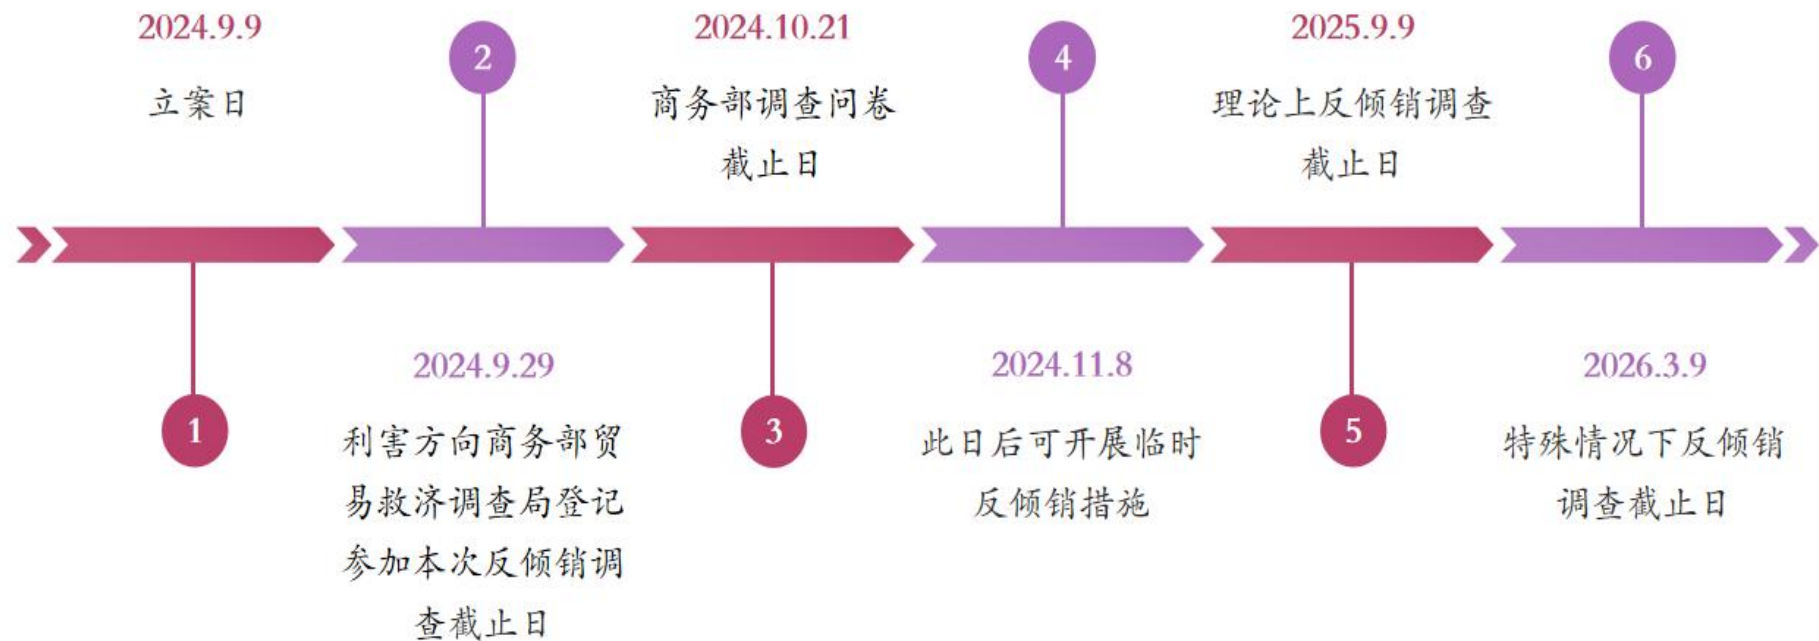 2024.9.9
立案日
1
2
2024.9.29
利害方向商务部贸
易救济调查局登记
参加本次反倾销调
查截止日
2024.10.21
商务部调查问卷
截止日
3
4
2024.11.8
此日后可开展临时
反倾销措施
2025.9.9
理论上反倾销调查
截止日
5
6
2026.3.9
特殊情况下反倾销
调查截止日